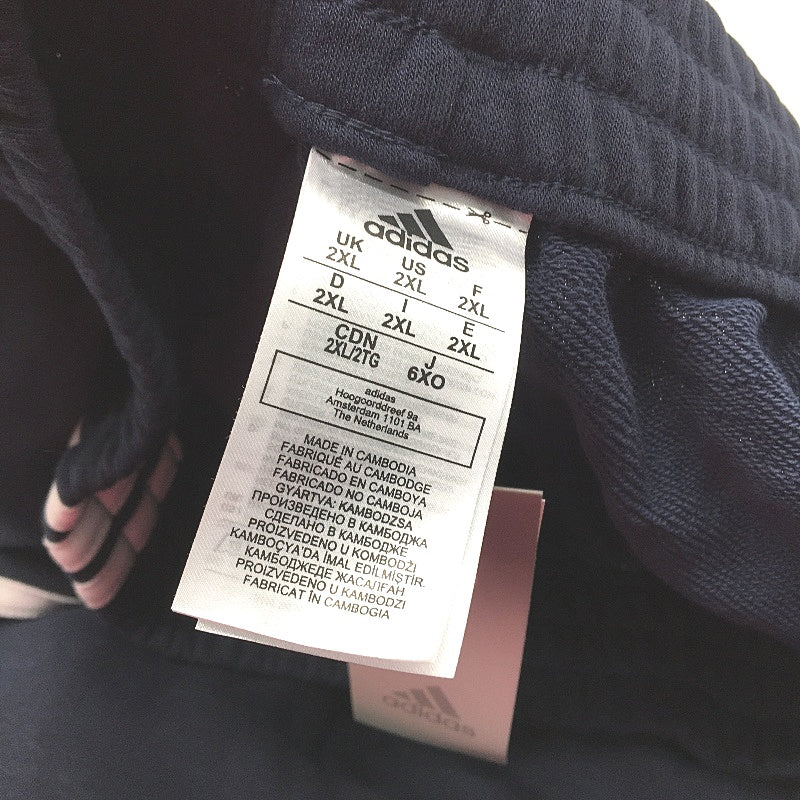 adidas
UK US F
2XL 2XL 2XL
D I E
2XL 2XL 2XL
CDN J
2XL/2TG 6XO
adidas
Hoogoorddreef 9a
Amsterdam 1101 BA
The Netherlands
MADE IN CAMBODIA
FABRIQUÉ AU CAMBODGE
FABRICADO EN CAMBOYA
FABRICADO NO CAMBOJA
GYÁRTVA: KAMBODZSA
ПРОИЗВЕДЕНО В КАМБОДЖА
СДЕЛАНО В КАМБОДЖЕ
PROIZVEDENO U KOMBODŽI
KAMBOÇYA'DA İMAL EDİLMİŞTİR.
КАМБОДЖЕДЕ ЖАСАЛҒАН
PROIZVEDENO U KAMBODZI
FABRICAT ÎN CAMBOGIA
adidas